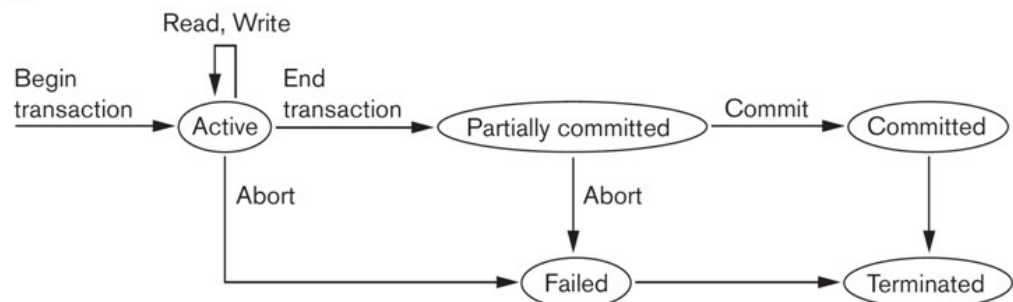 Read, Write
Begin
transaction
End
transaction
Active
Partially committed
Commit
Committed
Abort
Abort
Failed
Terminated